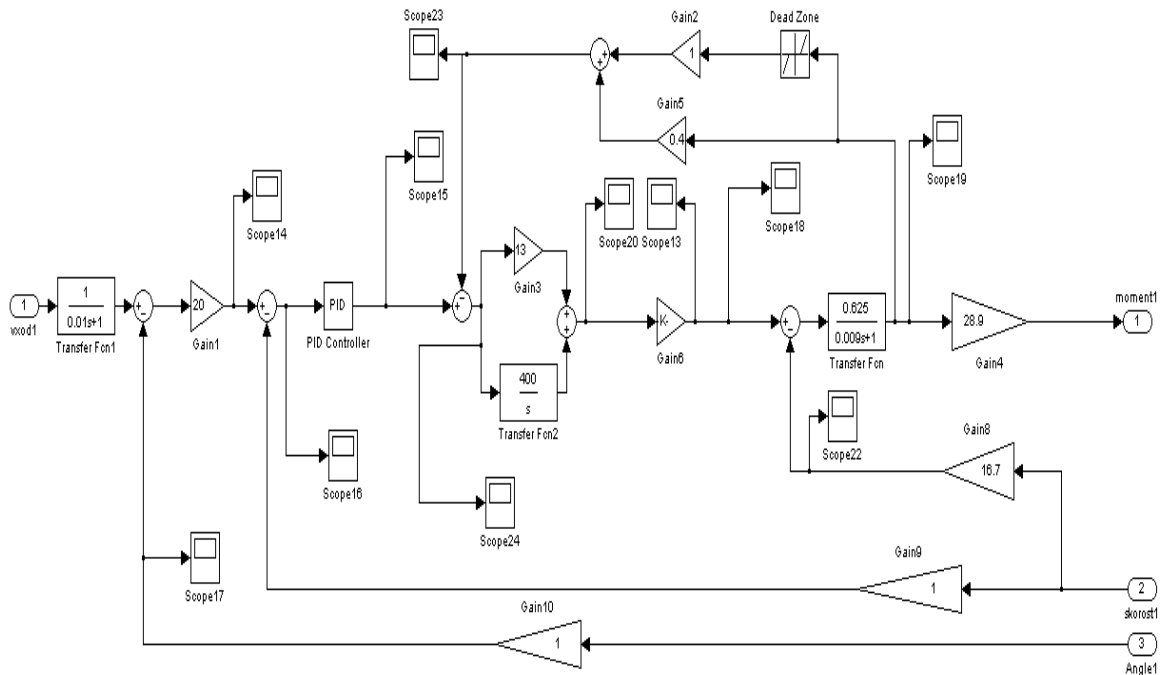 Scope23
Gain2
1
Dead Zone
Gain5
0.4
Scope19
Scope15
Scope18
Scope14
Scope20
Scope13
1
vxod1
1
0.01s+1
Transfer Fcn1
20
Gain1
PID
PID Controller
13
Gain3
400
s
Transfer Fcn2
K-
Gain6
0.625
0.009s+1
Transfer Fcn
28.9
Gain4
moment1
1
Scope22
Gain8
16.7
Scope16
Scope24
Scope17
Gain9
1
2
skorost1
Gain10
1
3
Angle1